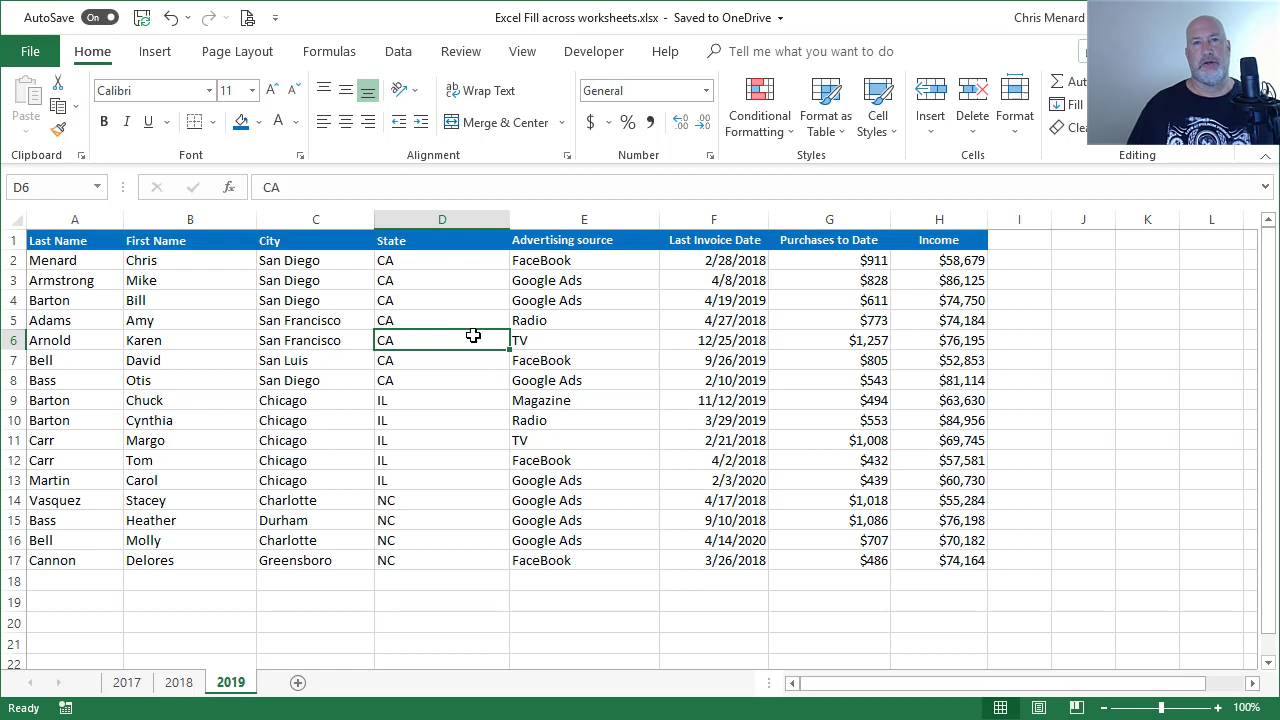 AutoSave On Excel Fill across worksheets.xlsx - Saved to OneDrive Chris Menard
File Home Insert Draw Page Layout Formulas Data Review View Developer Help Tell me what you want to do
Paste Calibri 11 Wrap Text General Conditional Formatting Format as Table Cell Styles Insert Delete Format Fill
B I U Merge & Center $ %
Clipboard Font Alignment Number Styles Cells Editing
D6 fx CA
A B C D E F G H I J K L
1 Last Name First Name City State Advertising source Last Invoice Date Purchases to Date Income
2 Menard Chris San Diego CA FaceBook 2/28/2018 $911 $58,679
3 Armstrong Mike San Diego CA Google Ads 4/8/2018 $828 $86,125
4 Barton Bill San Diego CA Google Ads 4/19/2019 $611 $74,750
5 Adams Amy San Francisco CA Radio 4/27/2018 $773 $74,184
6 Arnold Karen San Francisco CA TV 12/25/2018 $1,257 $76,195
7 Bell David San Luis CA FaceBook 9/26/2019 $805 $52,853
8 Bass Otis San Diego CA Google Ads 2/10/2019 $543 $81,114
9 Barton Chuck Chicago IL Magazine 11/12/2019 $494 $63,630
10 Barton Cynthia Chicago IL Radio 3/29/2019 $553 $84,956
11 Carr Margo Chicago IL TV 2/21/2018 $1,008 $69,745
12 Carr Tom Chicago IL FaceBook 4/2/2018 $432 $57,581
13 Martin Carol Chicago IL Google Ads 2/3/2020 $439 $60,730
14 Vasquez Stacey Charlotte NC Google Ads 4/17/2018 $1,018 $55,284
15 Bass Heather Durham NC Google Ads 9/10/2018 $1,086 $76,198
16 Bell Molly Charlotte NC Google Ads 4/14/2020 $707 $70,182
17 Cannon Delores Greensboro NC FaceBook 3/26/2018 $486 $74,164
18
19
20
21
22
2017 2018 2019
Ready 100%